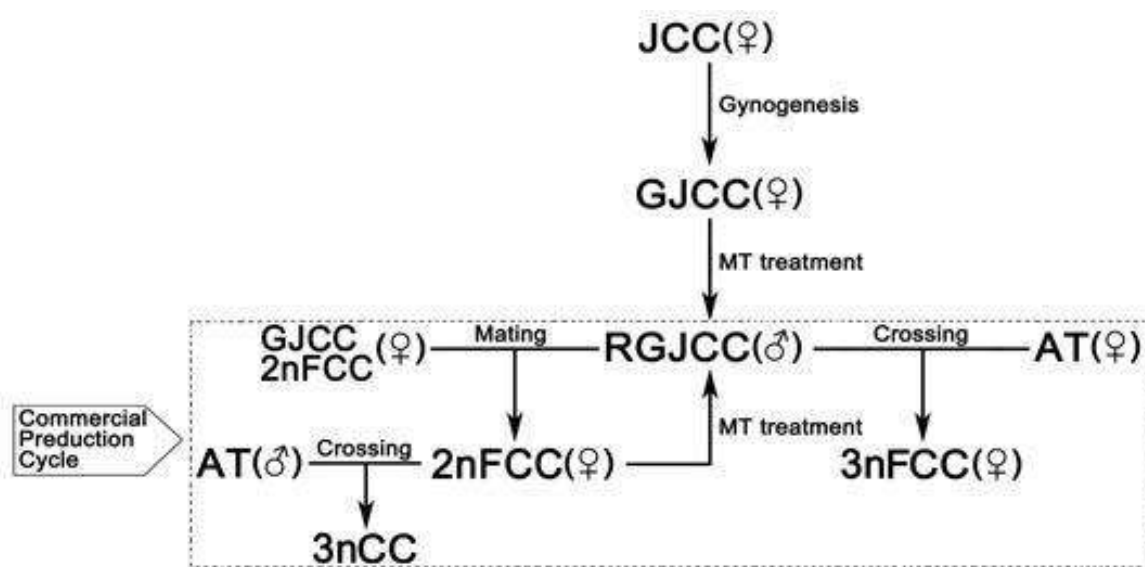 JCC(♀)
Gynogenesis
GJCC(♀)
MT treatment
GJCC
2nFCC(♀)
Mating
RGJCC(♂)
Crossing
AT(♀)
Commercial
Preduction
Cycle
AT(♂)
Crossing
2nFCC(♀)
MT treatment
3nFCC(♀)
3nCC